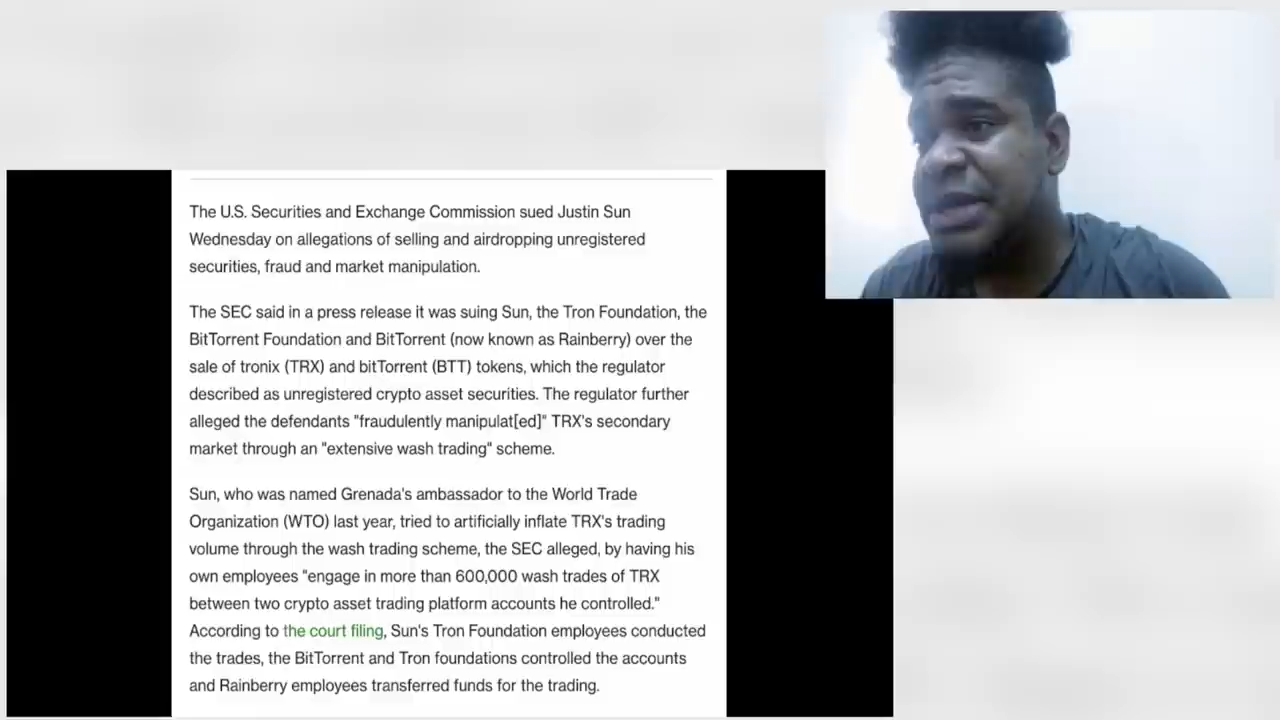 The U.S. Securities and Exchange Commission sued Justin Sun
Wednesday on allegations of selling and airdropping unregistered
securities, fraud and market manipulation.
The SEC said in a press release it was suing Sun, the Tron Foundation, the
BitTorrent Foundation and BitTorrent (now known as Rainberry) over the
sale of tronix (TRX) and bitTorrent (BTT) tokens, which the regulator
described as unregistered crypto asset securities. The regulator further
alleged the defendants "fraudulently manipulat[ed]" TRX's secondary
market through an "extensive wash trading" scheme.
Sun, who was named Grenada's ambassador to the World Trade
Organization (WTO) last year, tried to artificially inflate TRX's trading
volume through the wash trading scheme, the SEC alleged, by having his
own employees "engage in more than 600,000 wash trades of TRX
between two crypto asset trading platform accounts he controlled."
According to the court filing, Sun's Tron Foundation employees conducted
the trades, the BitTorrent and Tron foundations controlled the accounts
and Rainberry employees transferred funds for the trading.